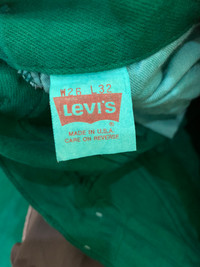 W26 L32
Levi's
MADE IN U.S.A.
CARE ON REVERSE